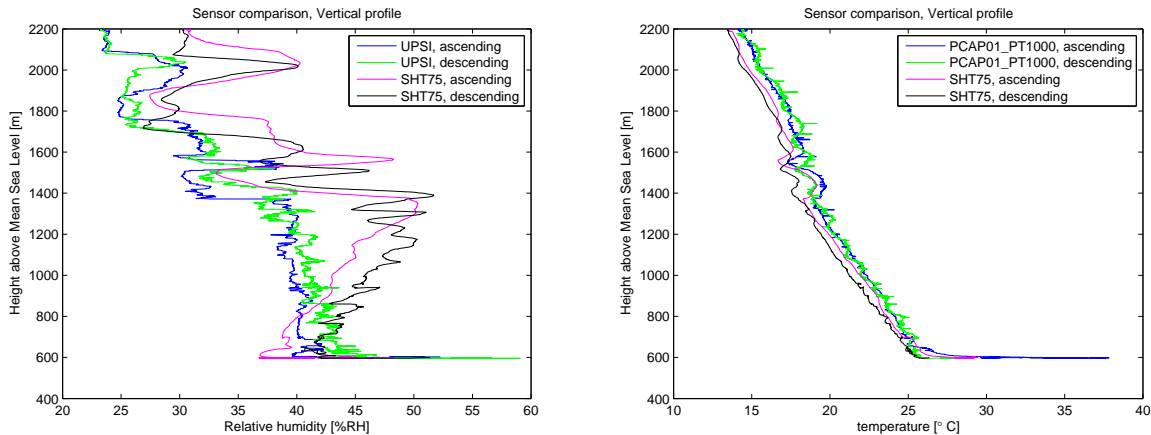 Sensor comparison, Vertical profile
2200
2000
1800
1600
1400
1200
1000
800
600
400
Height above Mean Sea Level [m]
UPSI, ascending
UPSI, descending
SHT75, ascending
SHT75, descending
20 25 30 35 40 45 50 55 60
Relative humidity [%RH]
Sensor comparison, Vertical profile
2200
2000
1800
1600
1400
1200
1000
800
600
400
Height above Mean Sea Level [m]
PCAP01_PT1000, ascending
PCAP01_PT1000, descending
SHT75, ascending
SHT75, descending
10 15 20 25 30 35 40
temperature [° C]